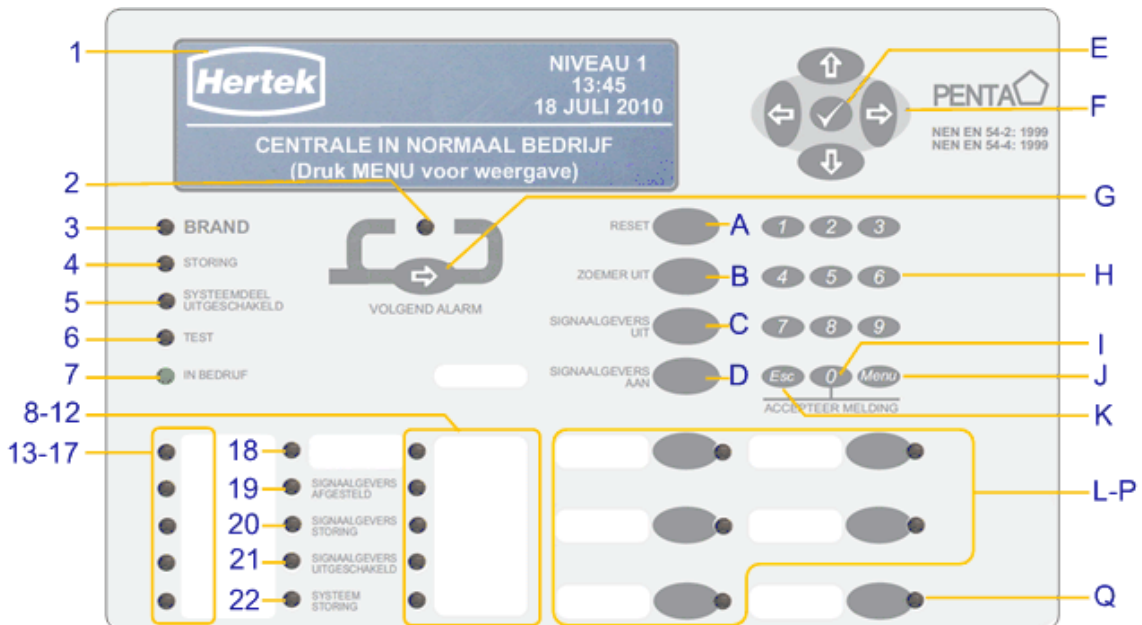 1
Hertek
NIVEAU 1
13:45
18 JULI 2010
CENTRALE IN NORMAAL BEDRIJF
(Druk MENU voor weergave)
E
F
PENTA
NEN EN 54-2: 1999
NEN EN 54-4: 1999
2
G
3
BRAND
RESET
A
1
2
3
4
STORING
5
SYSTEEMDEEL
UITGESCHAKELD
ZOEMER UIT
B
4
5
6
H
VOLGEND ALARM
6
TEST
SIGNAALGEVERS
UIT
C
7
8
9
I
7
IN BEDRIJF
SIGNAALGEVERS
AAN
D
Esc
0
Menu
J
K
ACCEPTEER MELDING
8-12
13-17
18
19
SIGNAALGEVERS
AFGESTELD
20
SIGNAALGEVERS
STORING
21
SIGNAALGEVERS
UITGESCHAKELD
22
SYSTEEM
STORING
L-P
Q